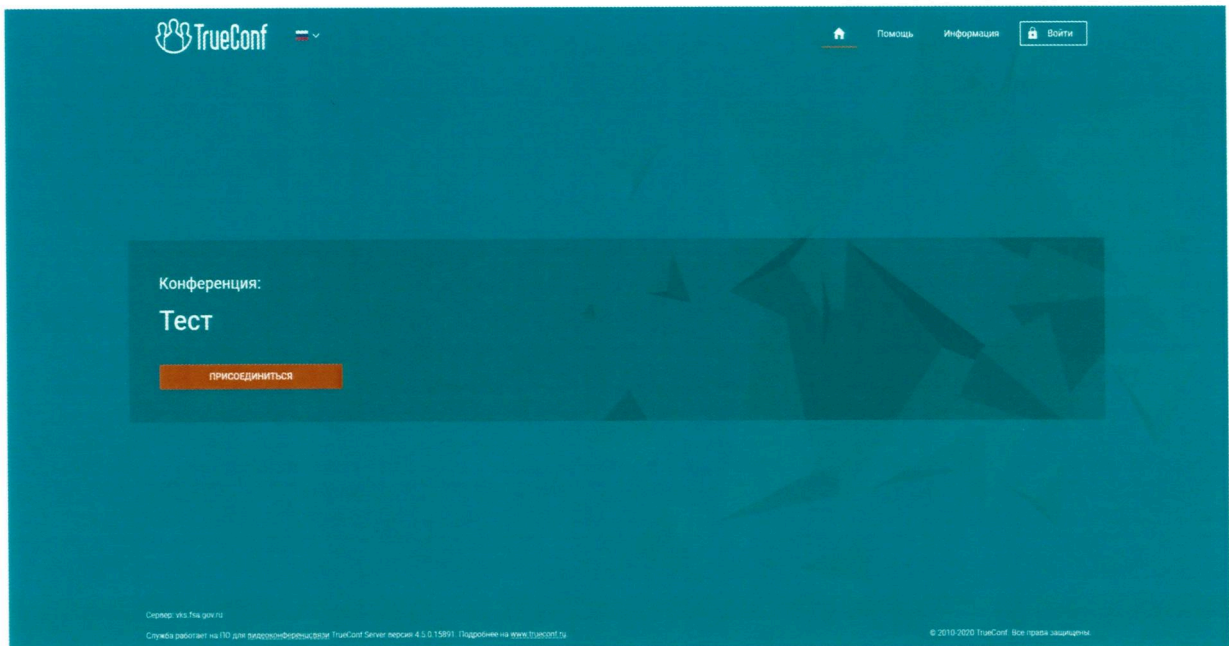 TrueConf
Помощь
Информация
Войти
Конференция:
Тест
ПРИСОЕДИНИТЬСЯ
Сервер: vks.fsa.gov.ru
Служба работает на ПО для видеоконференцсвязи TrueConf Server версия 4.5.0.15891. Подробнее на www.trueconf.ru.
© 2010-2020 TrueConf. Все права защищены.